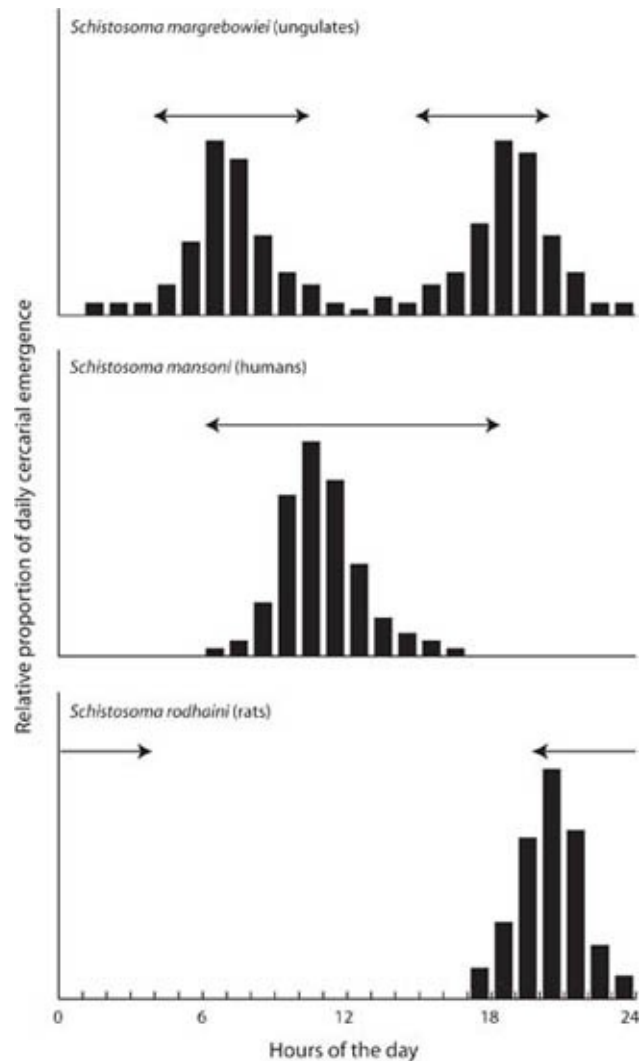 Schistosoma margrebowiei (ungulates)
Schistosoma mansoni (humans)
Schistosoma rodhaini (rats)
Relative proportion of daily cercarial emergence
0 6 12 18 24
Hours of the day